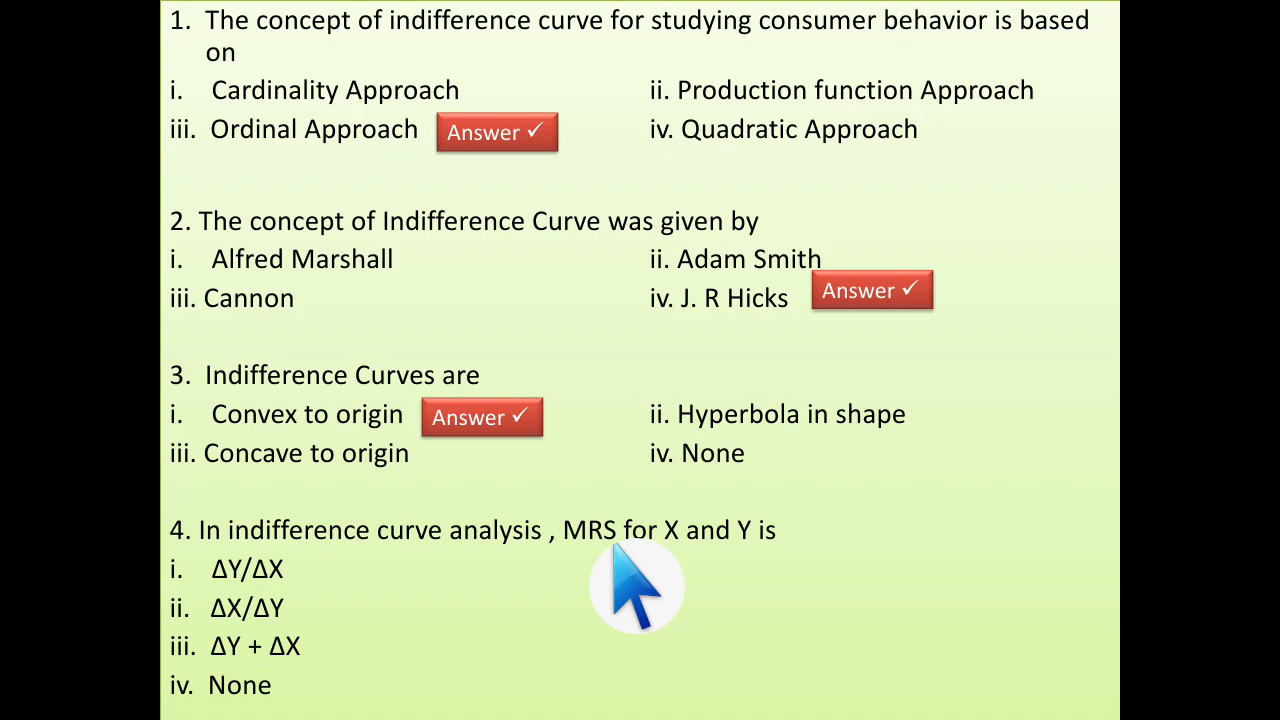 1. The concept of indifference curve for studying consumer behavior is based
on
i. Cardinality Approach ii. Production function Approach
iii. Ordinal Approach Answer ✓ iv. Quadratic Approach
2. The concept of Indifference Curve was given by
i. Alfred Marshall ii. Adam Smith
iii. Cannon iv. J. R Hicks Answer ✓
3. Indifference Curves are
i. Convex to origin Answer ✓ ii. Hyperbola in shape
iii. Concave to origin iv. None
4. In indifference curve analysis , MRS for X and Y is
i. ΔY/ΔX
ii. ΔX/ΔY
iii. ΔY + ΔX
iv. None